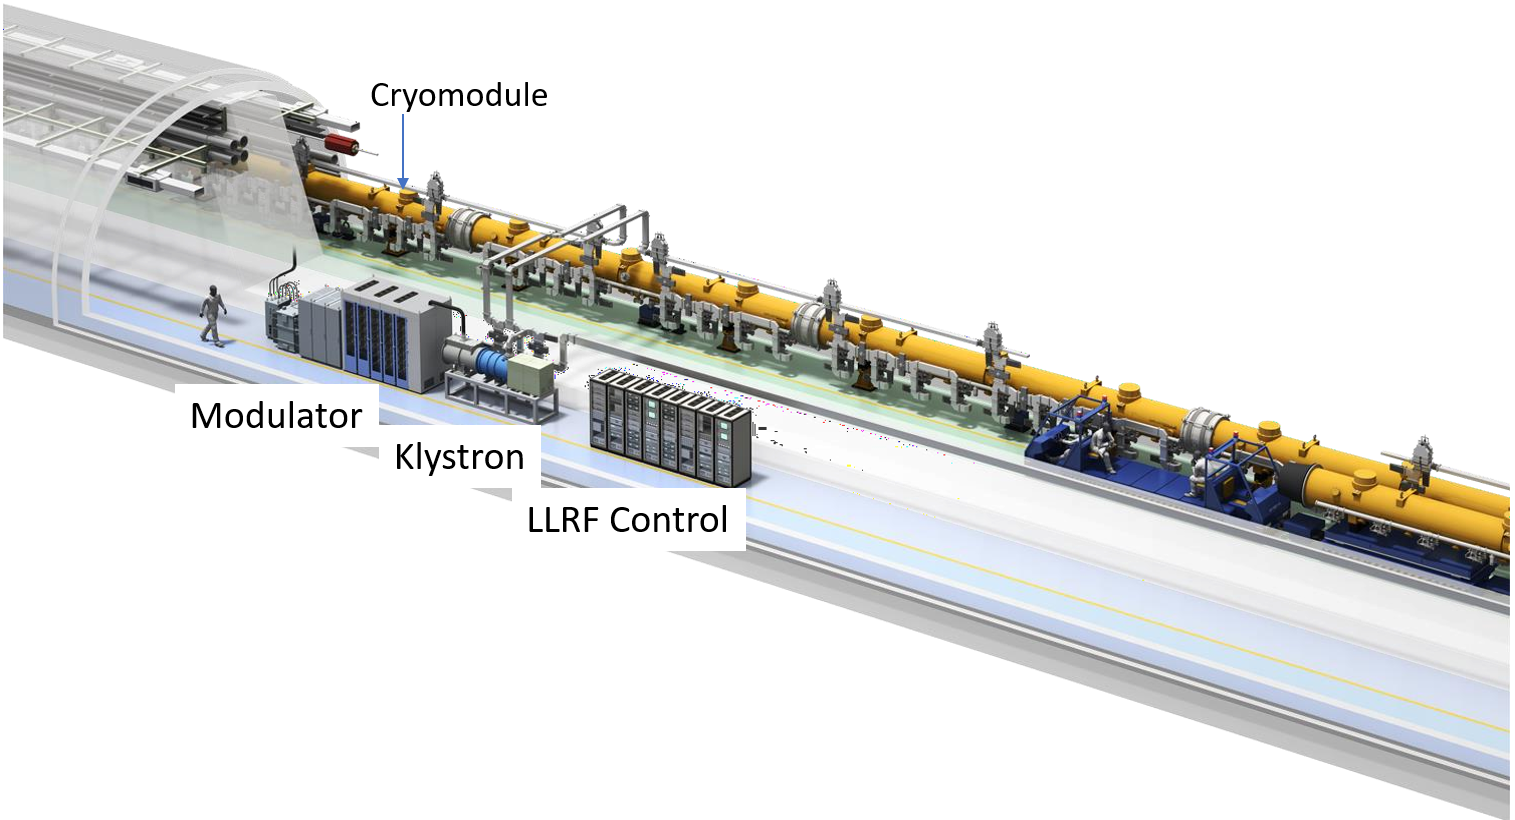 Cryomodule
Modulator
Klystron
LLRF Control